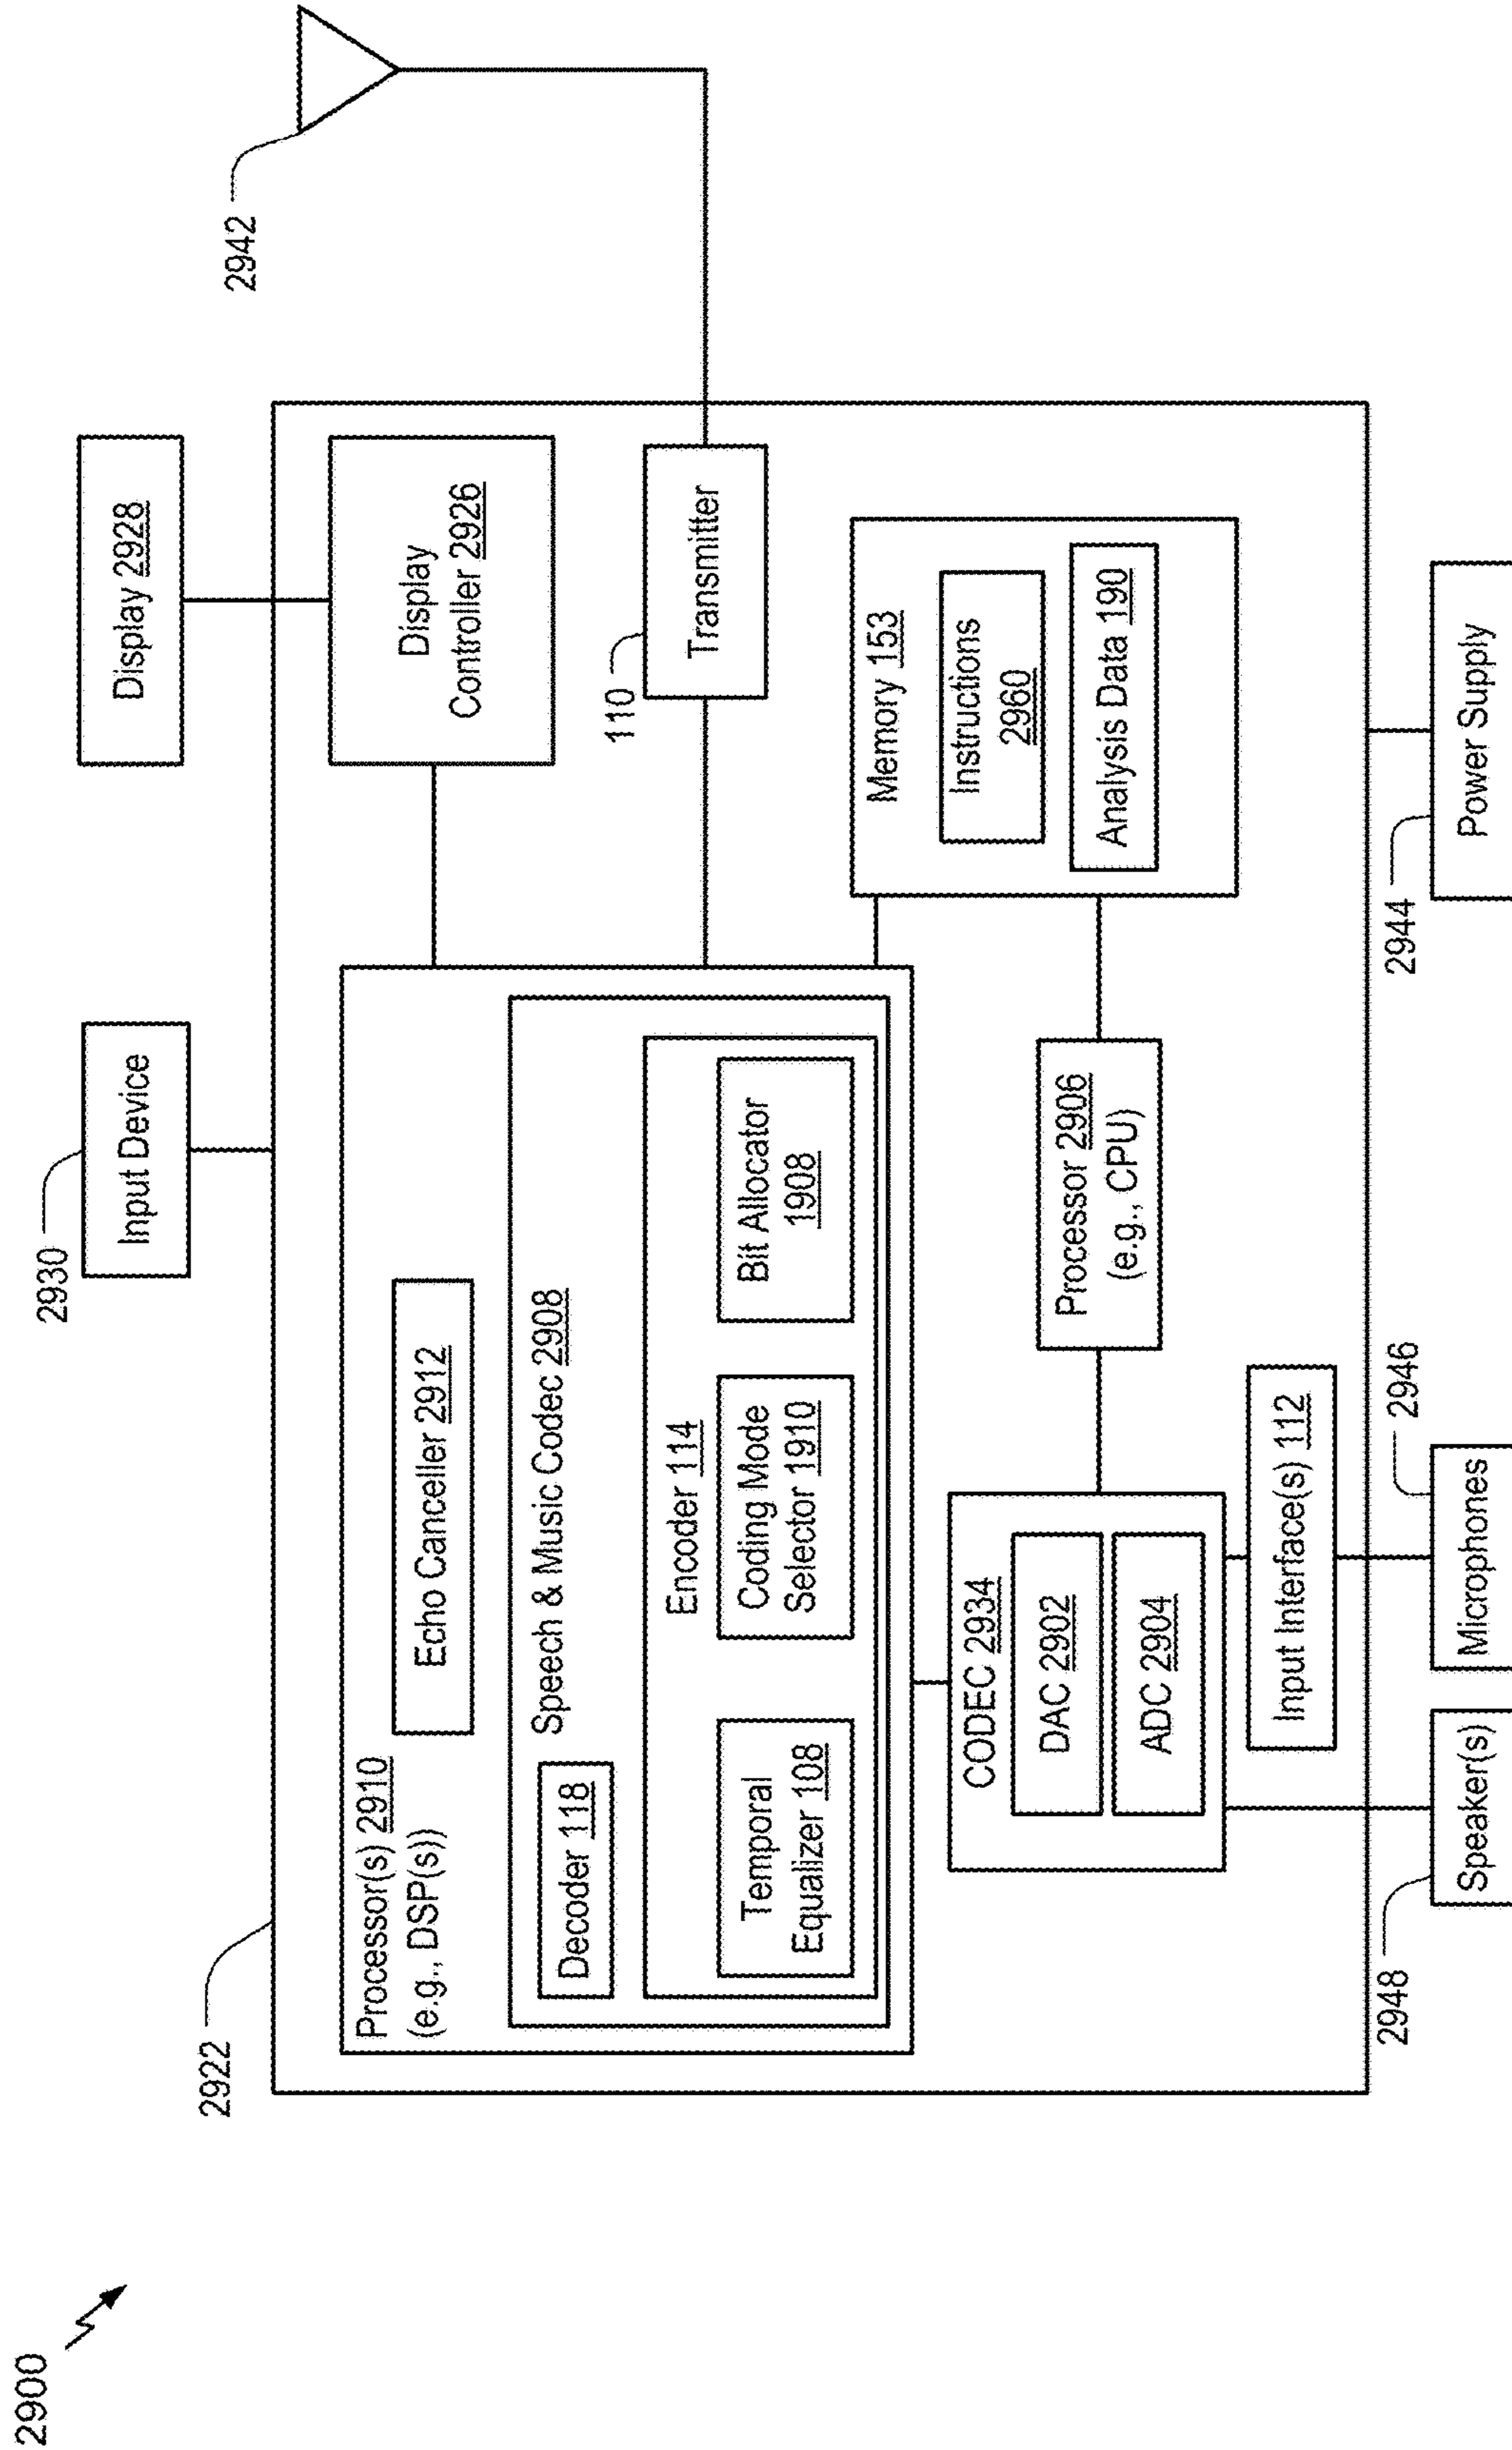 2900
2922
2930
Input Device
Display 2928
2942
Processor(s) 2910
(e.g., DSP(s))
Echo Canceller 2912
Display
Controller 2926
Speech & Music Codec 2908
Decoder 118
Encoder 114
Temporal
Equalizer 108
Coding Mode
Selector 1910
Bit Allocator
1908
110
Transmitter
Memory 153
Instructions
2960
Analysis Data 190
CODEC 2934
DAC 2902
ADC 2904
Processor 2906
(e.g., CPU)
Input Interface(s) 112
2948
Speaker(s)
2946
Microphones
2944
Power Supply